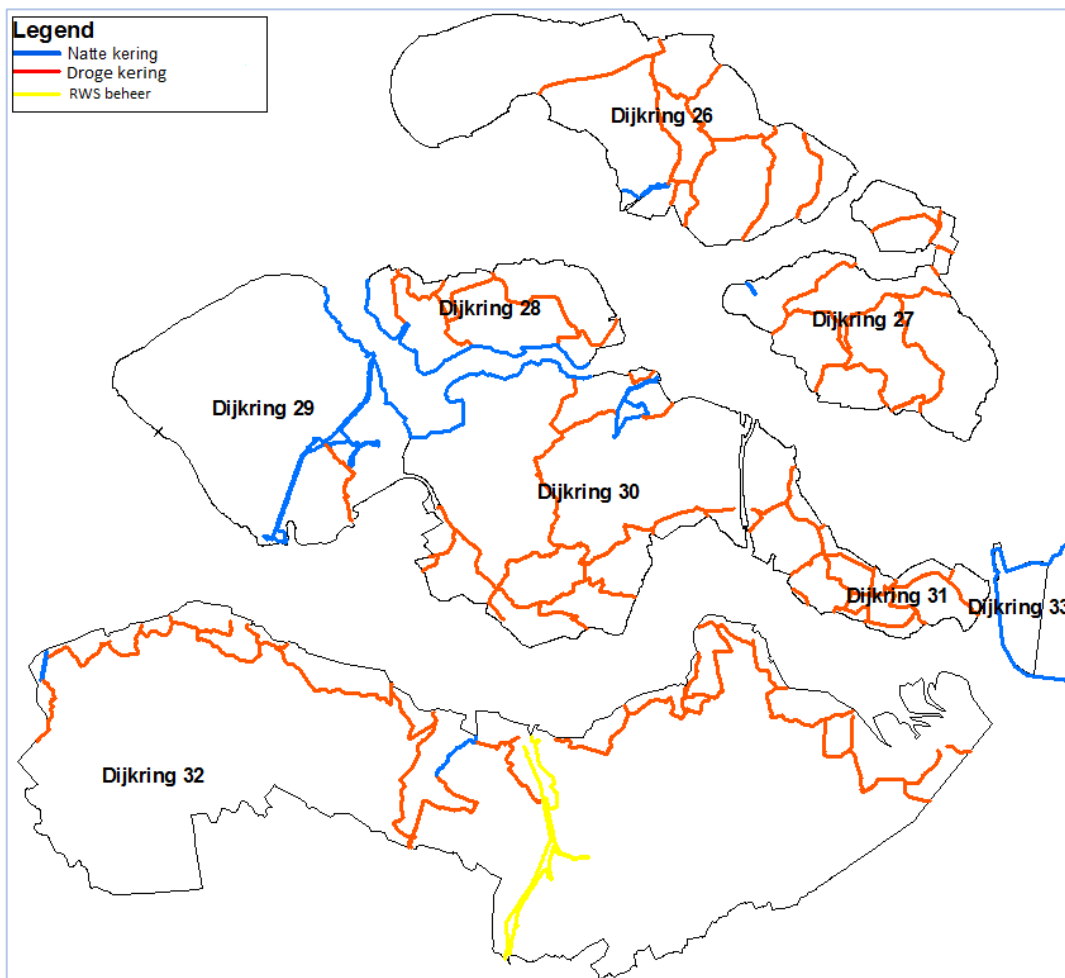 Legend
Natte kering
Droge kering
RWS beheer
Dijkring 26
Dijkring 28
Dijkring 27
Dijkring 29
Dijkring 30
Dijkring 31
Dijkring 33
Dijkring 32